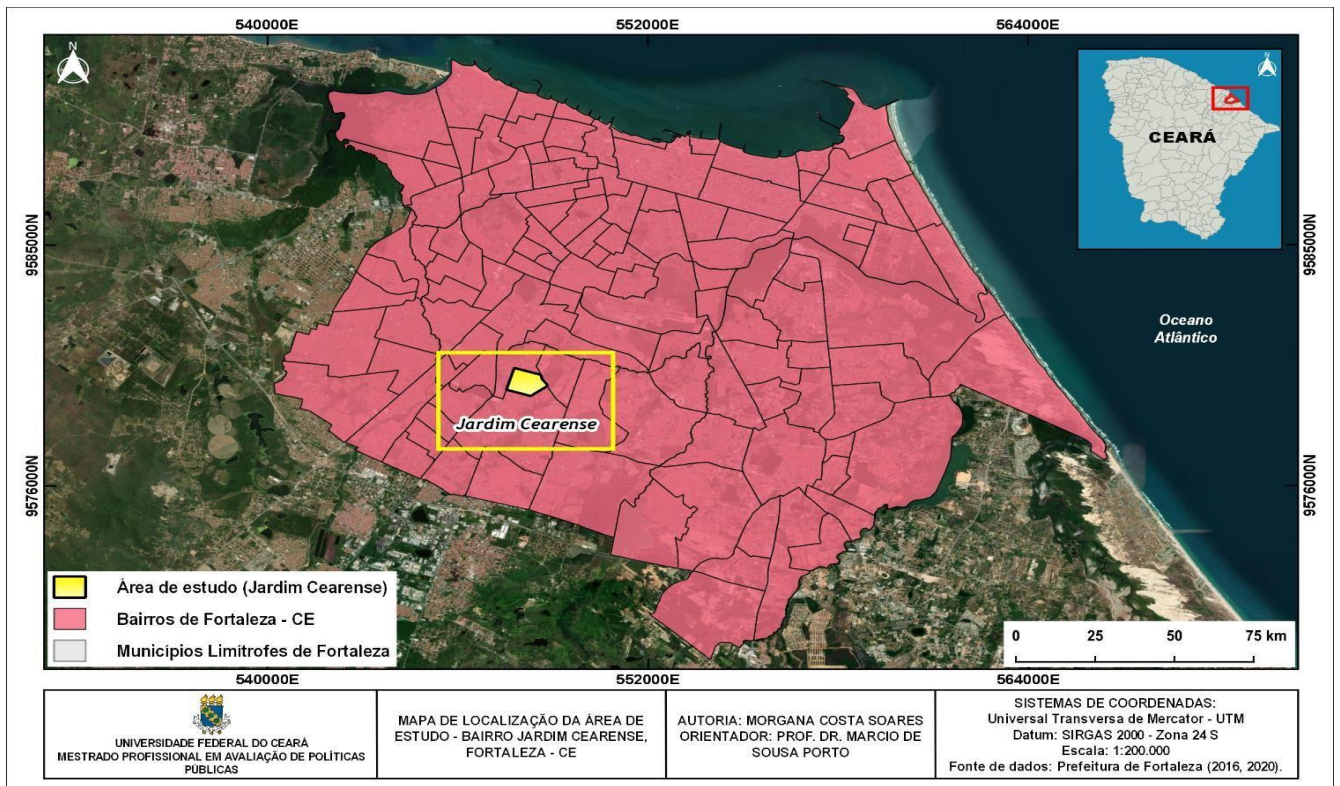 540000E
552000E
564000E
N
N
CEARÁ
9585000N
9585000N
Oceano
Atlântico
Jardim Cearense
9576000N
9576000N
Área de estudo (Jardim Cearense)
Bairros de Fortaleza - CE
Municípios Limítrofes de Fortaleza
0 25 50 75 km
540000E
552000E
564000E
UNIVERSIDADE FEDERAL DO CEARÁ
MESTRADO PROFISSIONAL EM AVALIAÇÃO DE POLÍTICAS
PÚBLICAS
MAPA DE LOCALIZAÇÃO DA ÁREA DE
ESTUDO - BAIRRO JARDIM CEARENSE,
FORTALEZA - CE
AUTORIA: MORGANA COSTA SOARES
ORIENTADOR: PROF. DR. MARCIO DE
SOUSA PORTO
SISTEMAS DE COORDENADAS:
Universal Transversa de Mercator - UTM
Datum: SIRGAS 2000 - Zona 24 S
Escala: 1:200.000
Fonte de dados: Prefeitura de Fortaleza (2016, 2020).